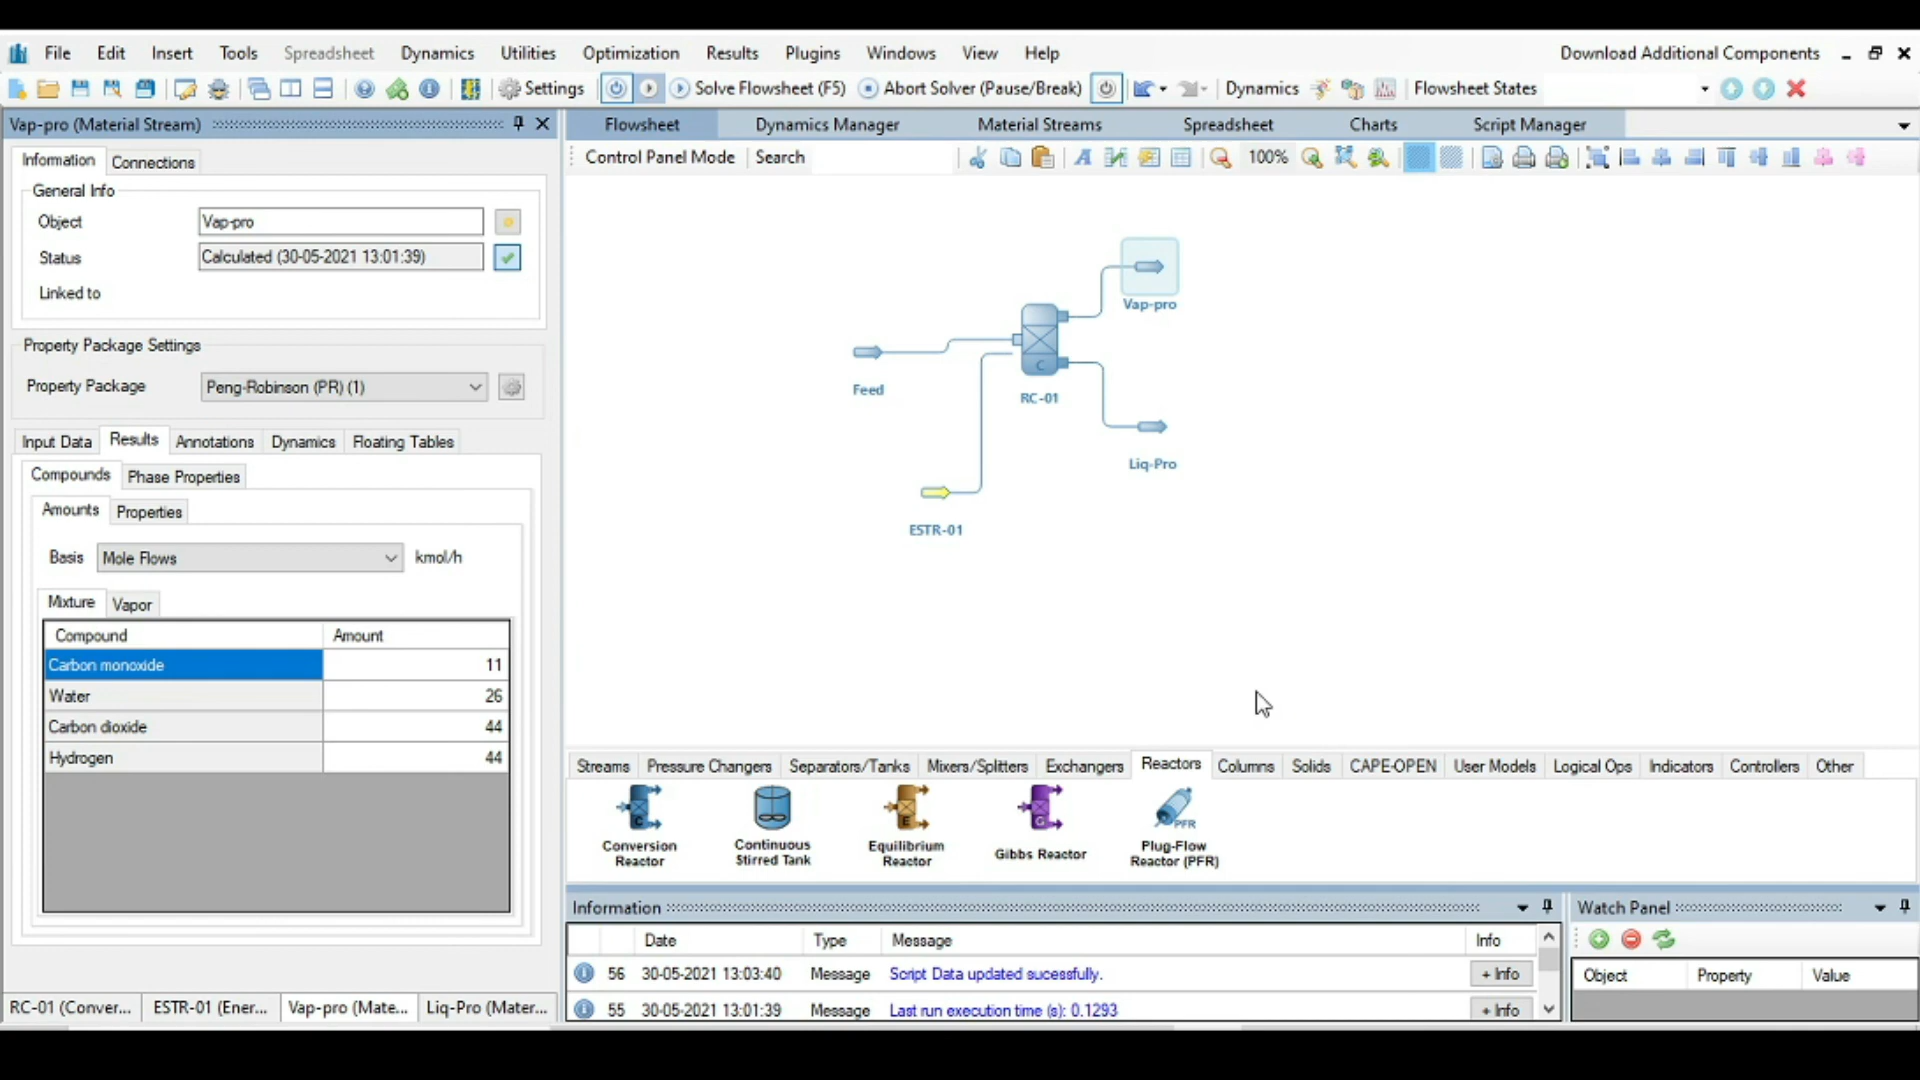 File Edit Insert Tools Spreadsheet Dynamics Utilities Optimization Results Plugins Windows View Help Download Additional Components
Settings Solve Flowsheet (F5) Abort Solver (Pause/Break) Dynamics Flowsheet States
Vap-pro (Material Stream)
Information Connections
General Info
Object Vap-pro
Status Calculated (30-05-2021 13:01:39)
Linked to
Property Package Settings
Property Package Peng-Robinson (PR) (1)
Input Data Results Annotations Dynamics Floating Tables
Compounds Phase Properties
Amounts Properties
Basis Mole Flows kmol/h
Mixture Vapor
Compound Amount
Carbon monoxide 11
Water 26
Carbon dioxide 44
Hydrogen 44
RC-01 (Conver... ESTR-01 (Ener... Vap-pro (Mate... Liq-Pro (Mater...
Flowsheet Dynamics Manager Material Streams Spreadsheet Charts Script Manager
Control Panel Mode Search 100%
Vap-pro
C
RC-01
Feed
Liq-Pro
ESTR-01
Streams Pressure Changers Separators/Tanks Mixers/Splitters Exchangers Reactors Columns Solids CAPE-OPEN User Models Logical Ops Indicators Controllers Other
C
Conversion Reactor
Continuous Stirred Tank
E
Equilibrium Reactor
G
Gibbs Reactor
PFR
Plug-Flow Reactor (PFR)
Information
Date Type Message Info
56 30-05-2021 13:03:40 Message Script Data updated sucessfully. + Info
55 30-05-2021 13:01:39 Message Last run execution time (s): 0.1293 + Info
Watch Panel
Object Property Value